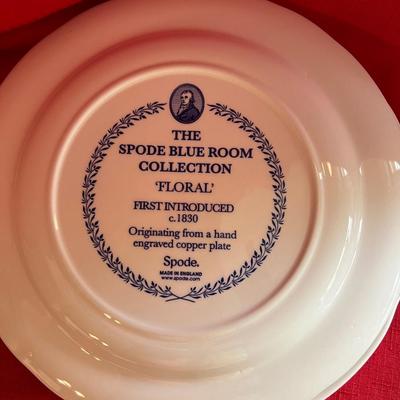 THE
SPODE BLUE ROOM
COLLECTION
'FLORAL'
FIRST INTRODUCED
c.1830
Originating from a hand
engraved copper plate
Spode.
MADE IN ENGLAND
www.spode.com